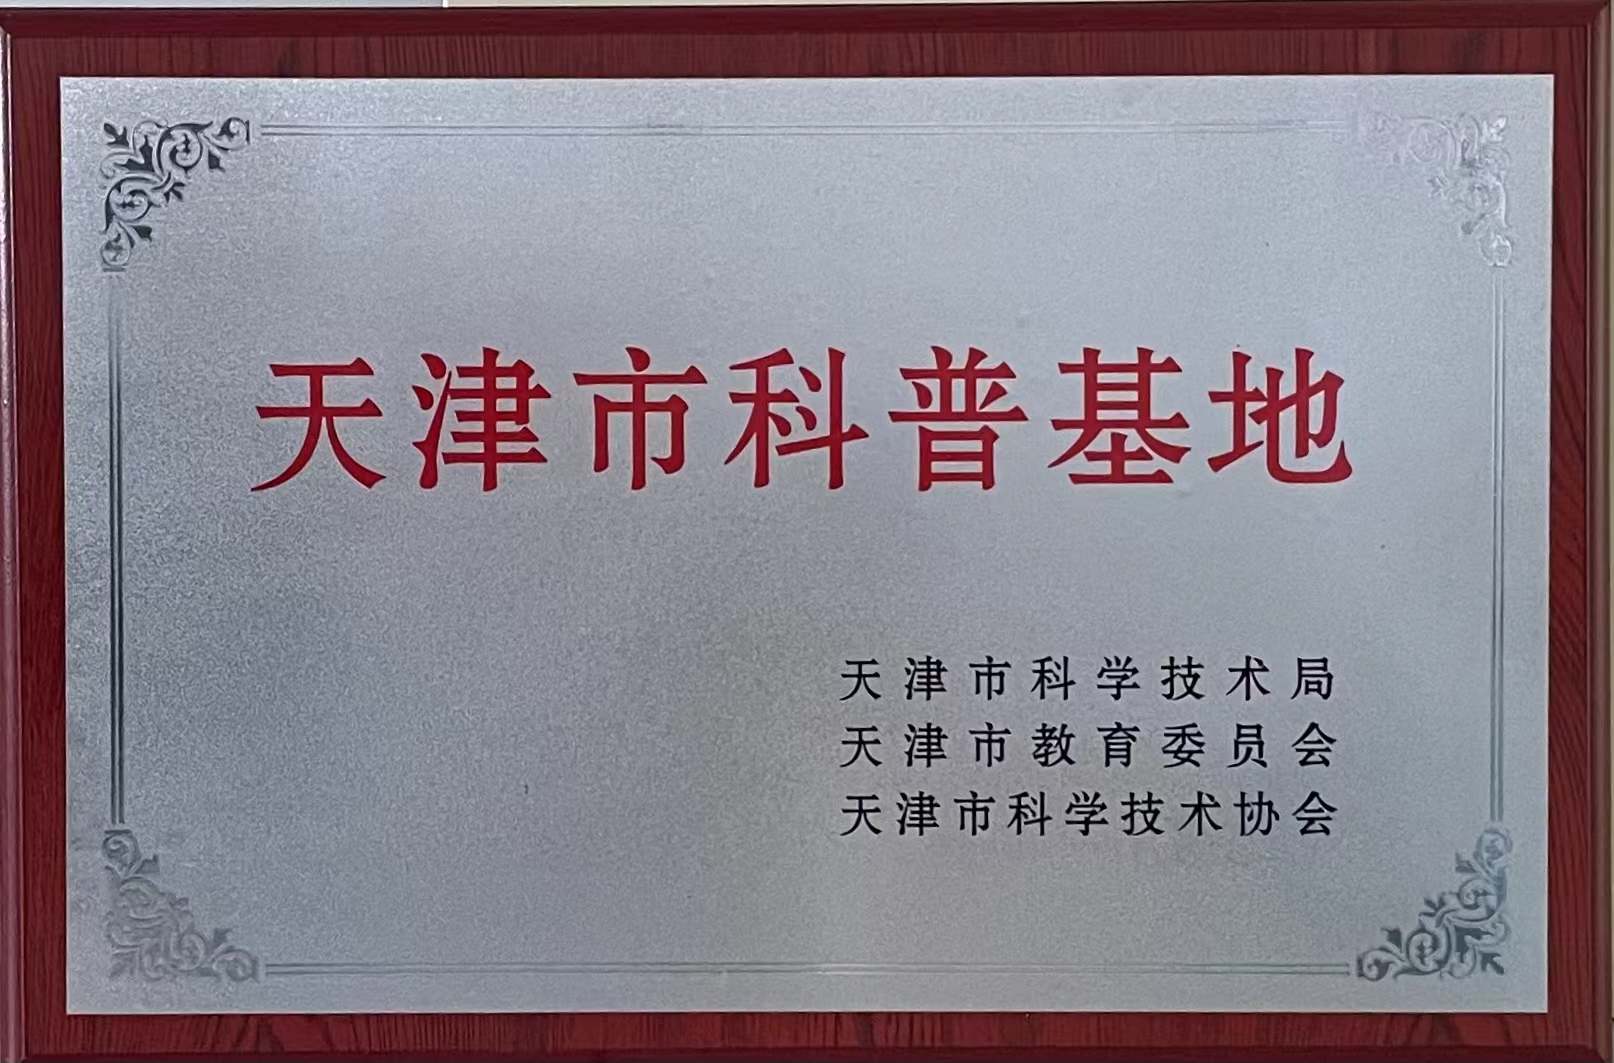 天津市科普基地
天津市科学技术局
天津市教育委员会
天津市科学技术协会